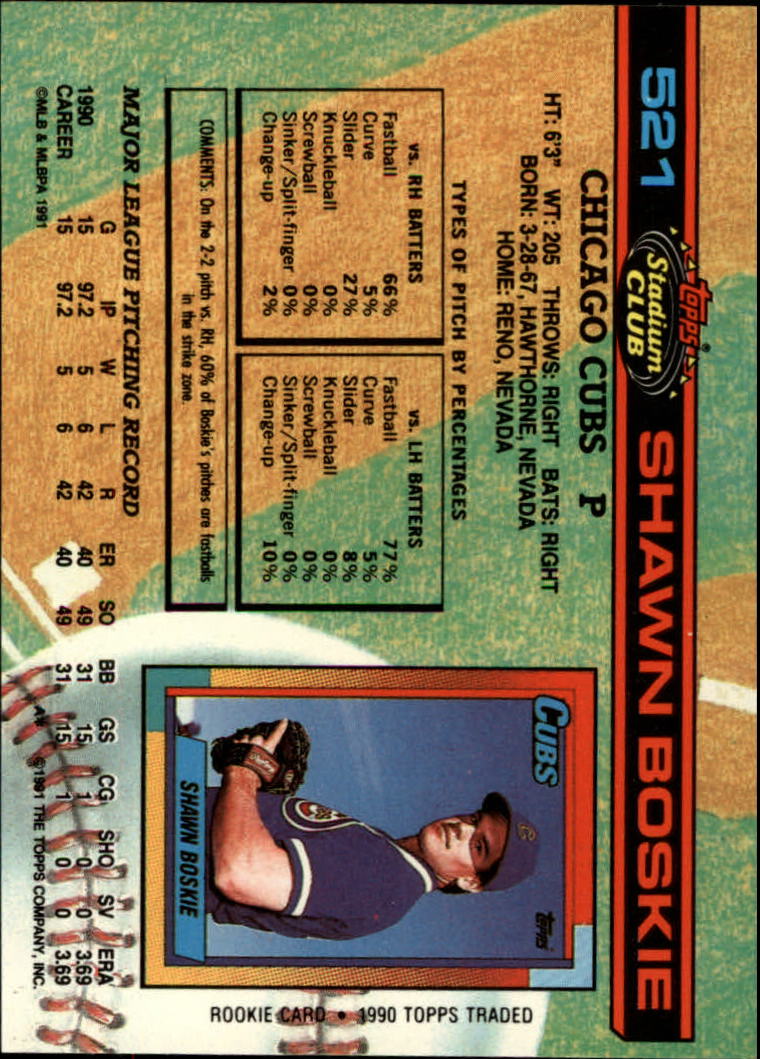 521 topps® Stadium CLUB SHAWN BOSKIE
CHICAGO CUBS P
HT: 6'3" WT: 205 THROWS: RIGHT BATS: RIGHT
BORN: 3-28-67, HAWTHORNE, NEVADA
HOME: RENO, NEVADA
TYPES OF PITCH BY PERCENTAGES
vs. RH BATTERS
Fastball 66%
Curve 5%
Slider 27%
Knuckleball 0%
Screwball 0%
Sinker/Split-finger 0%
Change-up 2%
vs. LH BATTERS
Fastball 77%
Curve 5%
Slider 8%
Knuckleball 0%
Screwball 0%
Sinker/Split-finger 0%
Change-up 10%
COMMENTS: On the 2-2 pitch vs. RH, 60% of Boskie's pitches are fastballs
in the strike zone.
CUBS
topps
SHAWN BOSKIE
ROOKIE CARD • 1990 TOPPS TRADED
MAJOR LEAGUE PITCHING RECORD
G IP W L R ER SO BB GS CG SHO SV ERA
1990 15 97.2 5 6 42 40 49 31 15 1 0 0 3.69
CAREER 15 97.2 5 6 42 40 49 31 15 1 0 0 3.69
©MLB & MLBPA 1991 A* ©1991 THE TOPPS COMPANY, INC.